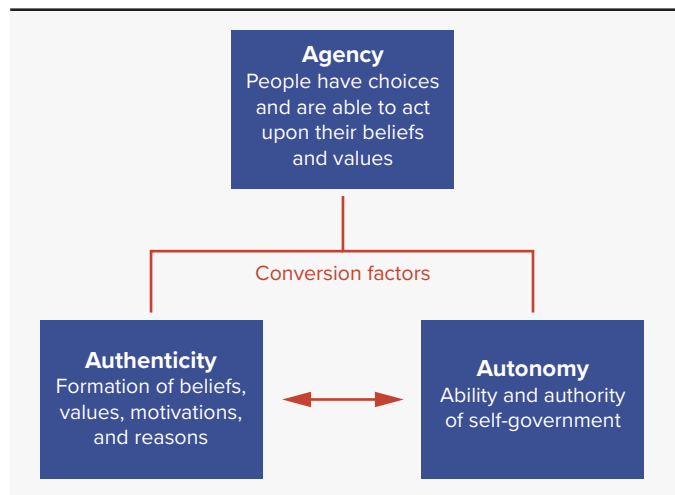 Agency
People have choices
and are able to act
upon their beliefs
and values
Conversion factors
Authenticity
Formation of beliefs,
values, motivations,
and reasons
Autonomy
Ability and authority
of self-government